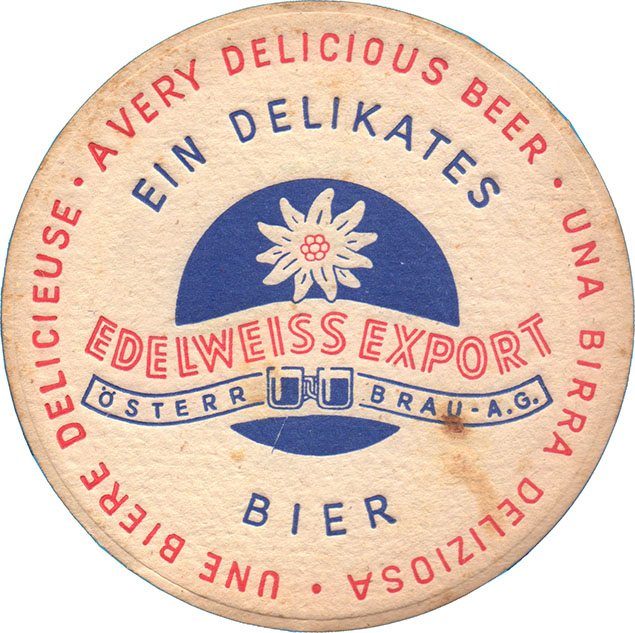 A VERY DELICIOUS BEER • UNA BIRRA DELIZIOSA • UNE BIERE DELICIEUSE •
EIN DELIKATES
EDELWEISS EXPORT
ÖSTERR BRAU-A.G.
BIER